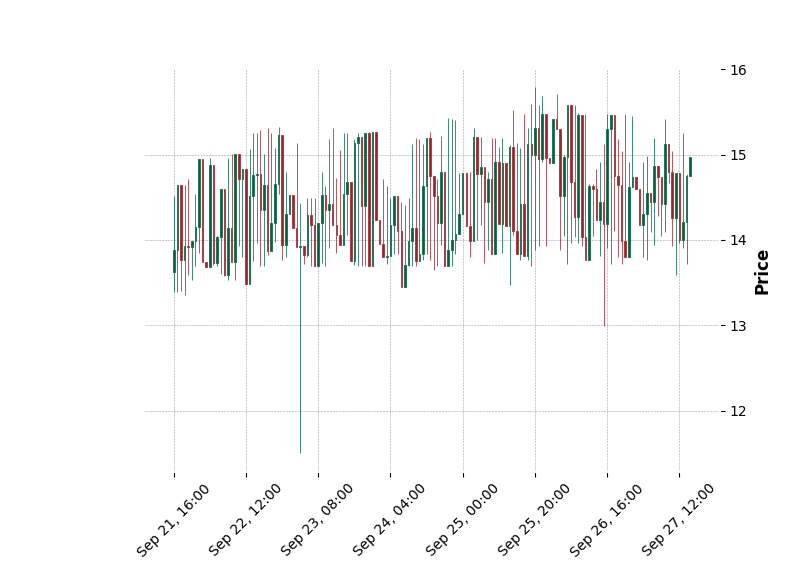 16
15
14
13
12
Price
Sep 21, 16:00
Sep 22, 12:00
Sep 23, 08:00
Sep 24, 04:00
Sep 25, 00:00
Sep 25, 20:00
Sep 26, 16:00
Sep 27, 12:00